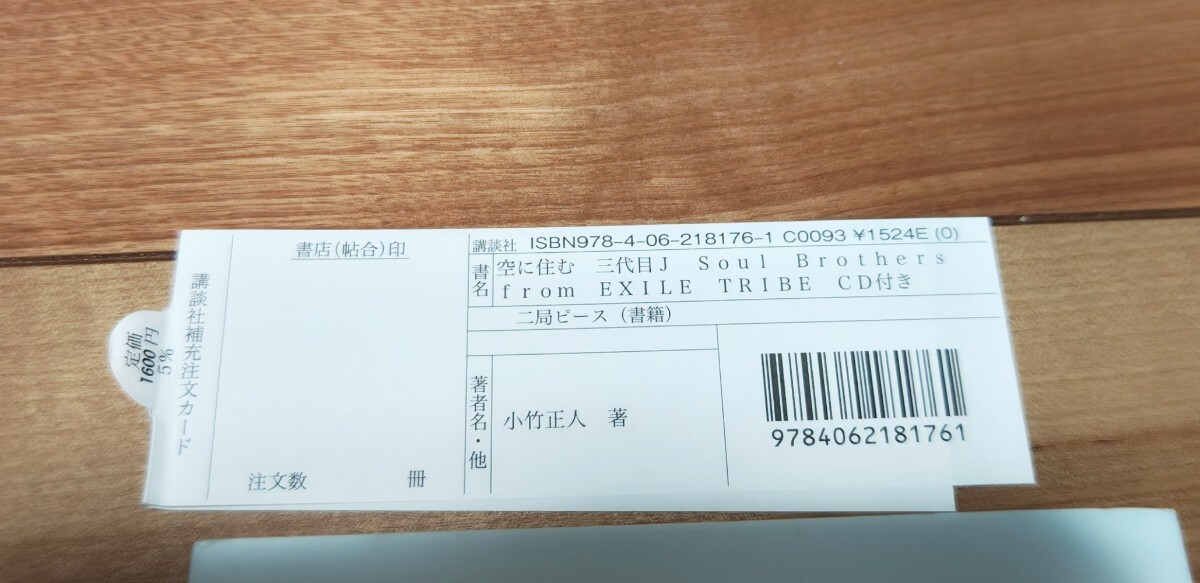 定価
1600円
5%
講談社補充注文カード
書店(帖合)印
注文数 冊
講談社 ISBN978-4-06-218176-1 C0093 ¥1524E (0)
書名
空に住む 三代目J Soul Brothers
from EXILE TRIBE CD付き
二局ピース(書籍)
著者名・他
小竹正人 著
9784062181761